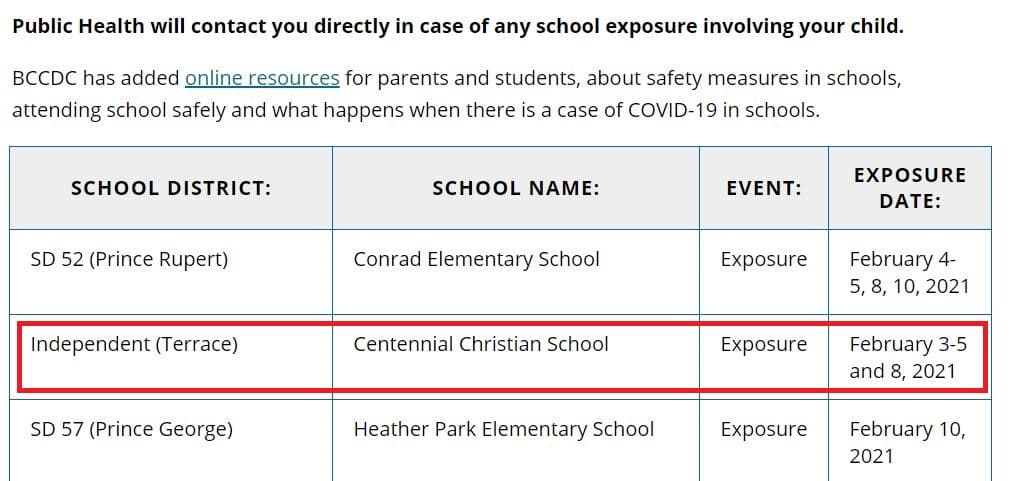 Public Health will contact you directly in case of any school exposure involving your child.
BCCDC has added online resources for parents and students, about safety measures in schools,
attending school safely and what happens when there is a case of COVID-19 in schools.
SCHOOL DISTRICT: SCHOOL NAME: EVENT: EXPOSURE
DATE:
SD 52 (Prince Rupert) Conrad Elementary School Exposure February 4-
5, 8, 10, 2021
Independent (Terrace) Centennial Christian School Exposure February 3-5
and 8, 2021
SD 57 (Prince George) Heather Park Elementary School Exposure February 10,
2021